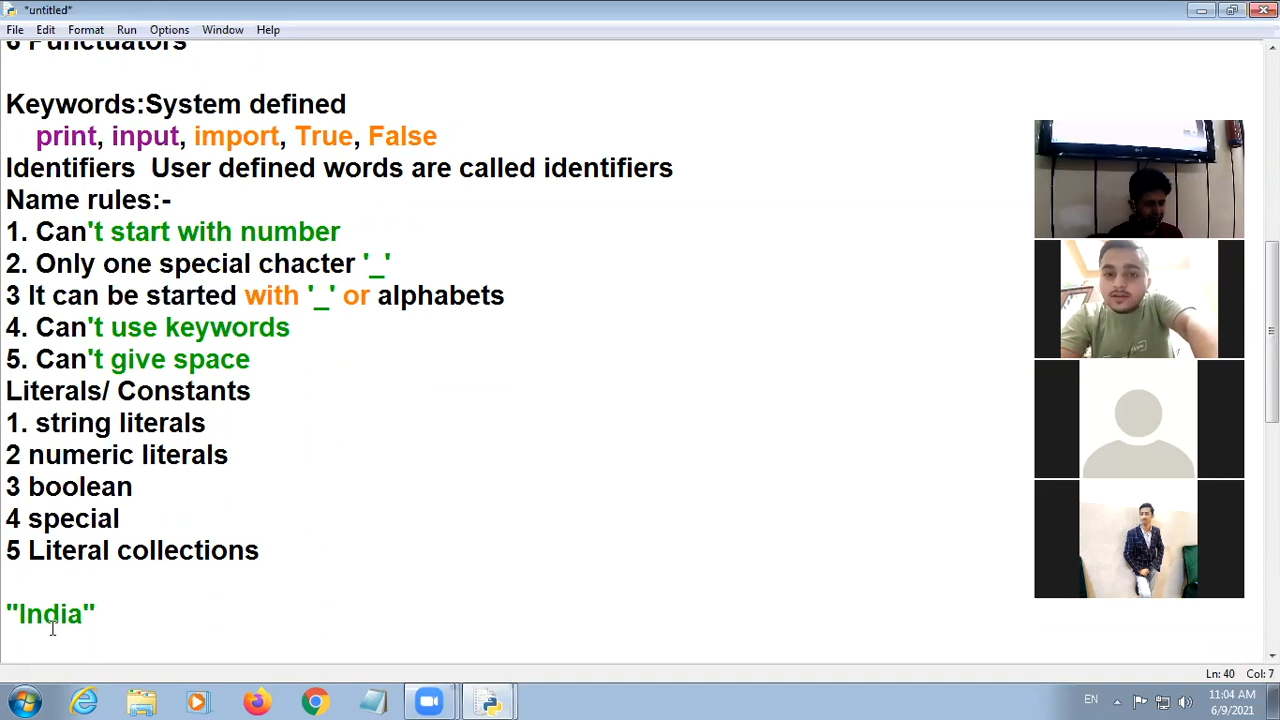 *untitled*
File Edit Format Run Options Window Help
6 Punctuators
Keywords:System defined
print, input, import, True, False
Identifiers User defined words are called identifiers
Name rules:-
1. Can't start with number
2. Only one special chacter '_'
3 It can be started with '_' or alphabets
4. Can't use keywords
5. Can't give space
Literals/ Constants
1. string literals
2 numeric literals
3 boolean
4 special
5 Literal collections
"India"
Ln: 40 Col: 7
EN
11:04 AM
6/9/2021